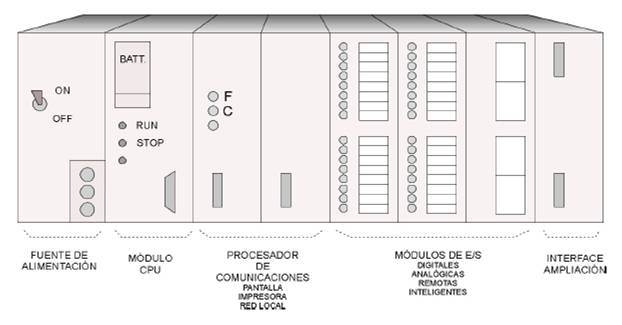 BATT.
ON
OFF
RUN
STOP
F
C
FUENTE DE
ALIMENTACIÓN
MÓDULO
CPU
PROCESADOR
DE
COMUNICACIONES
PANTALLA
IMPRESORA
RED LOCAL
MÓDULOS DE E/S
DIGITALES
ANALÓGICAS
REMOTAS
INTELIGENTES
INTERFACE
AMPLIACIÓN